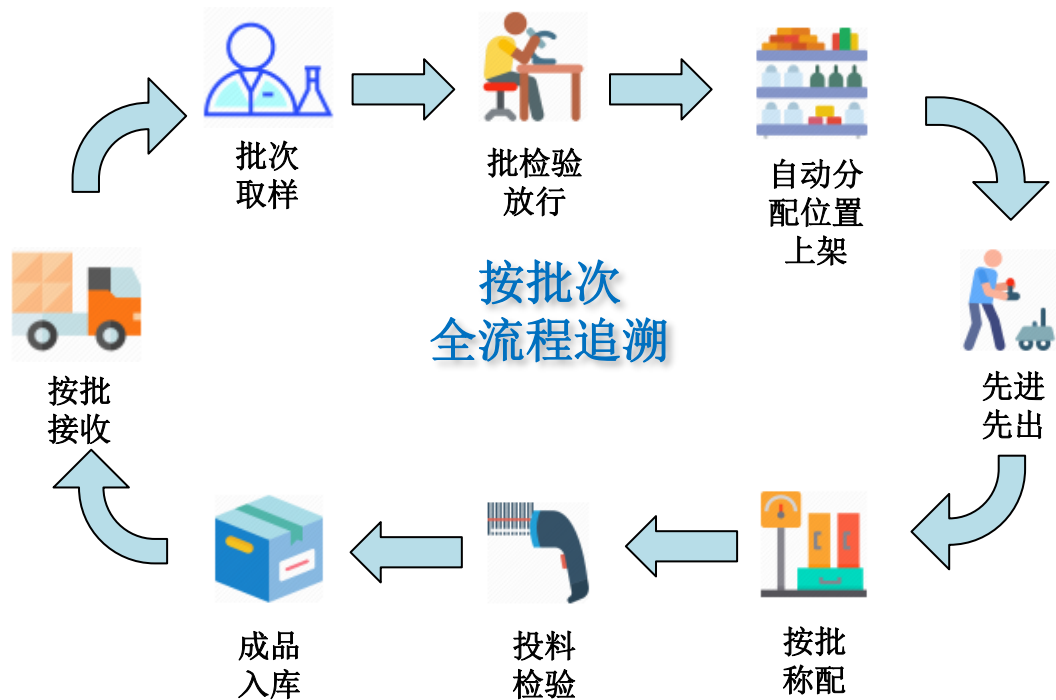 批次
取样
批检验
放行
自动分
配位置
上架
按批次
全流程追溯
按批
接收
先进
先出
成品
入库
投料
检验
按批
称配